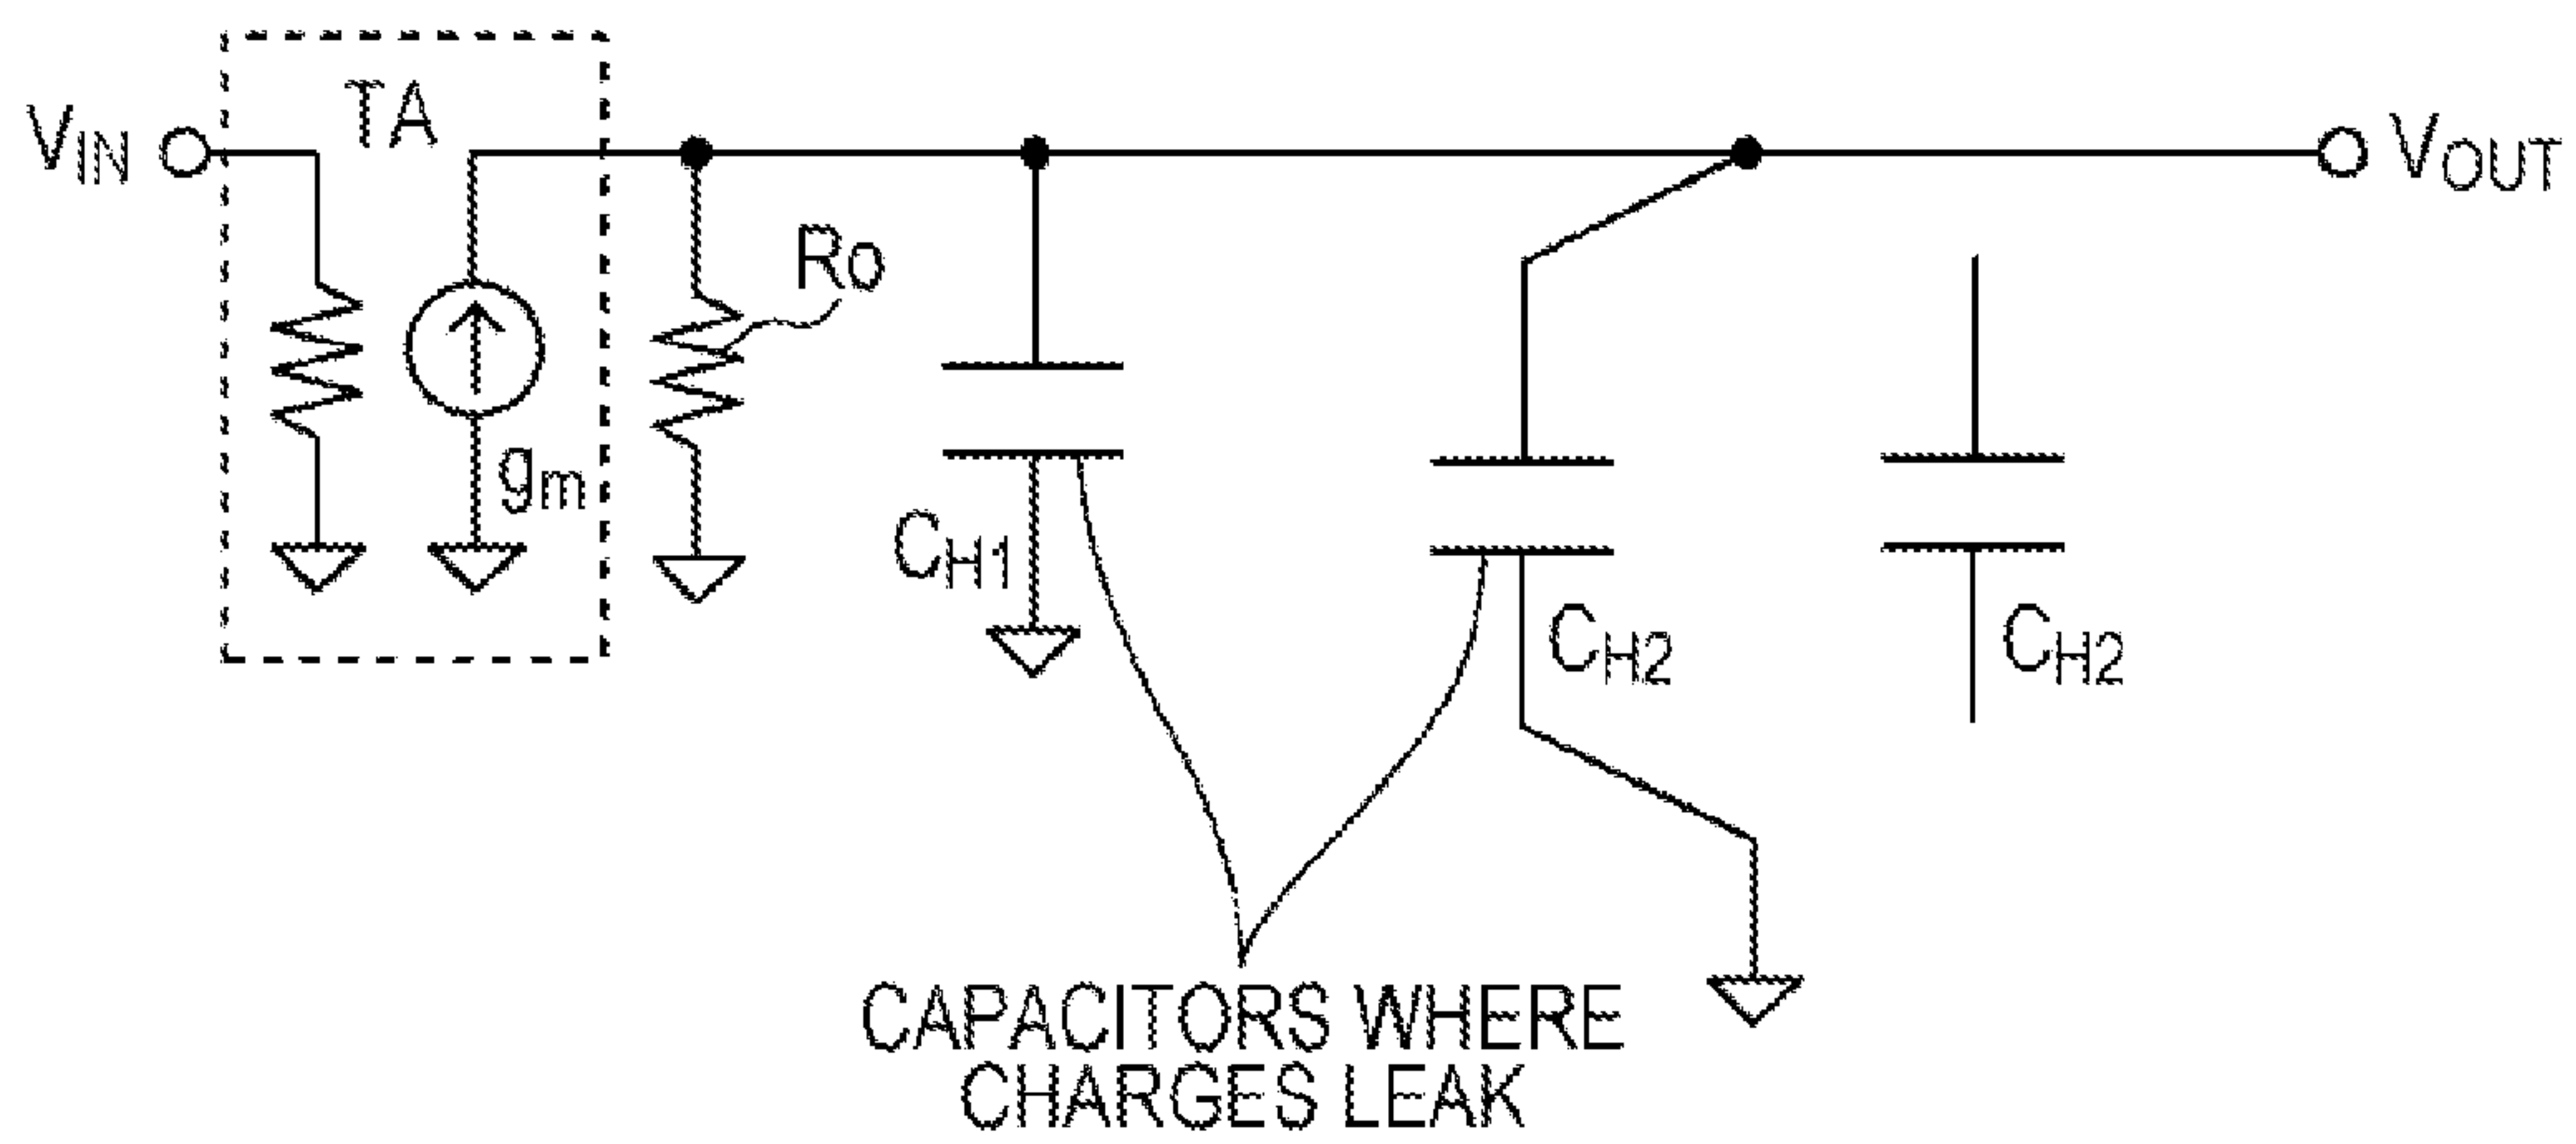 TA
VIN
VOUT
Ro
gm
CH1
CH2
CH2
CAPACITORS WHERE
CHARGES LEAK